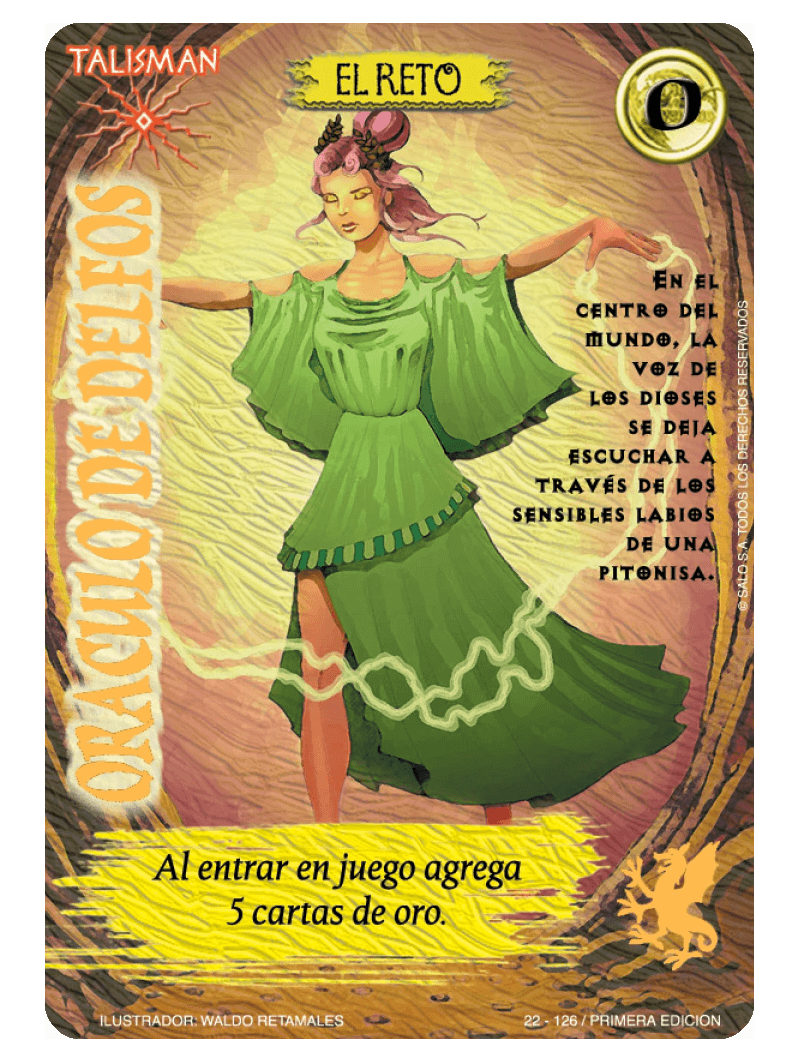 TALISMAN
EL RETO
0
ORACULO DE DELFOS
EN EL
CENTRO DEL
MUNDO, LA
VOZ DE
LOS DIOSES
SE DEJA
ESCUCHAR A
TRAVÉS DE LOS
SENSIBLES LABIOS
DE UNA
PITONISA.
© SALO S.A. TODOS LOS DERECHOS RESERVADOS
Al entrar en juego agrega
5 cartas de oro.
ILUSTRADOR: WALDO RETAMALES
22 - 126 / PRIMERA EDICION